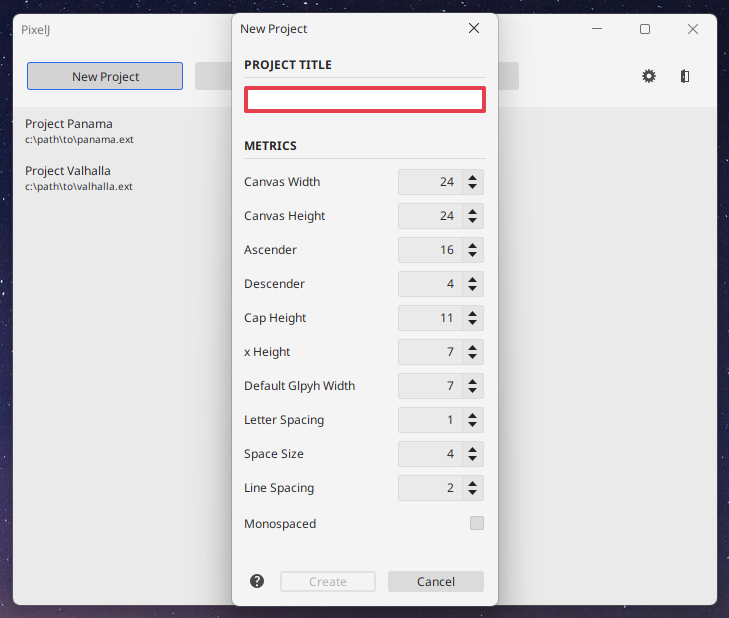 PixelJ
New Project
Project Panama
c:\path\to\panama.ext
Project Valhalla
c:\path\to\valhalla.ext
New Project
PROJECT TITLE
METRICS
Canvas Width 24
Canvas Height 24
Ascender 16
Descender 4
Cap Height 11
x Height 7
Default Glpyh Width 7
Letter Spacing 1
Space Size 4
Line Spacing 2
Monospaced
? Create Cancel